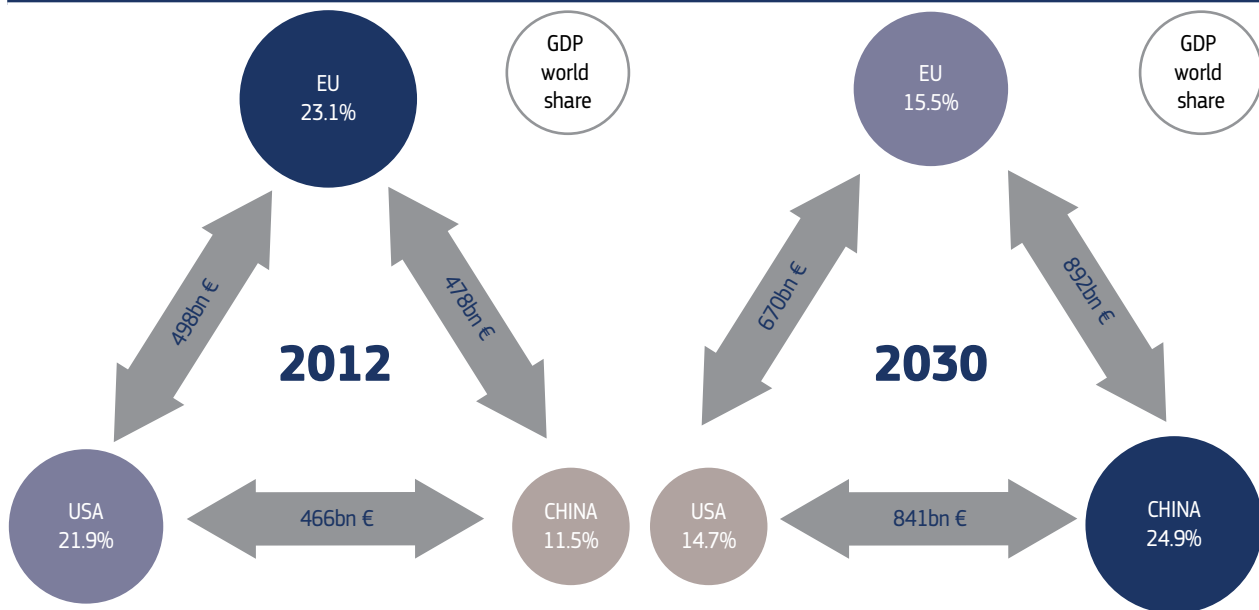 EU
23.1%
GDP
world
share
498bn €
478bn €
2012
USA
21.9%
466bn €
CHINA
11.5%
EU
15.5%
GDP
world
share
670bn €
892bn €
2030
USA
14.7%
841bn €
CHINA
24.9%